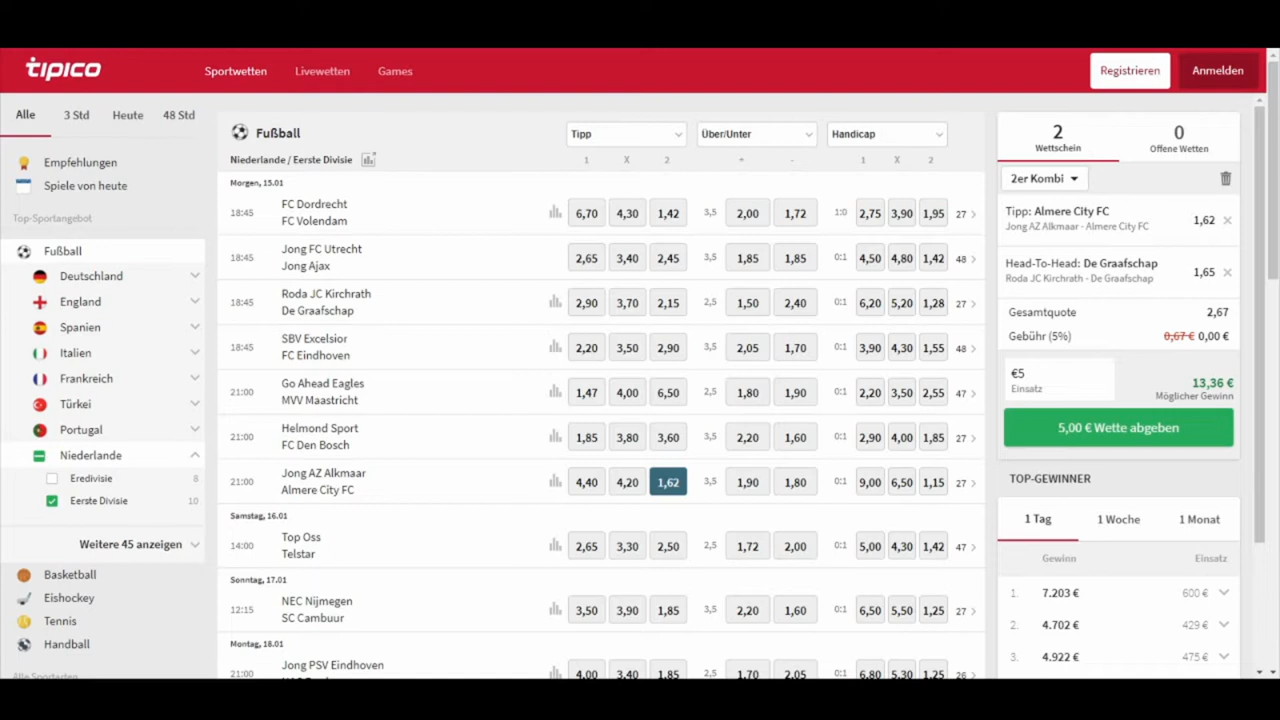 tipico
Sportwetten Livewetten Games
Registrieren Anmelden
Alle 3 Std Heute 48 Std
Empfehlungen
Spiele von heute
Top-Sportangebot
Fußball
Deutschland
England
Spanien
Italien
Frankreich
Türkei
Portugal
Niederlande
Eredivisie 8
Eerste Divisie 10
Weitere 45 anzeigen
Basketball
Eishockey
Tennis
Handball
Alle Sportarten
Fußball Tipp Über/Unter Handicap
Niederlande / Eerste Divisie 1 X 2 + - 1 X 2
Morgen, 15.01
FC Dordrecht
18:45 6,70 4,30 1,42 3,5 2,00 1,72 1:0 2,75 3,90 1,95 27
FC Volendam
Jong FC Utrecht
18:45 2,65 3,40 2,45 3,5 1,85 1,85 0:1 4,50 4,80 1,42 48
Jong Ajax
Roda JC Kirchrath
18:45 2,90 3,70 2,15 2,5 1,50 2,40 0:1 6,20 5,20 1,28 27
De Graafschap
SBV Excelsior
18:45 2,20 3,50 2,90 3,5 2,05 1,70 0:1 3,90 4,30 1,55 48
FC Eindhoven
Go Ahead Eagles
21:00 1,47 4,00 6,50 2,5 1,80 1,90 0:1 2,20 3,50 2,55 47
MVV Maastricht
Helmond Sport
21:00 1,85 3,80 3,60 3,5 2,20 1,60 0:1 2,90 4,00 1,85 27
FC Den Bosch
Jong AZ Alkmaar
21:00 4,40 4,20 1,62 3,5 1,90 1,80 0:1 9,00 6,50 1,15 27
Almere City FC
Samstag, 16.01
Top Oss
14:00 2,65 3,30 2,50 2,5 1,72 2,00 0:1 5,00 4,30 1,42 47
Telstar
Sonntag, 17.01
NEC Nijmegen
12:15 3,50 3,90 1,85 3,5 2,20 1,60 0:1 6,50 5,50 1,25 27
SC Cambuur
Montag, 18.01
Jong PSV Eindhoven
21:00 4,00 3,40 1,85 2,5 1,70 2,05 0:1 6,80 5,30 1,25 26
2 0
Wettschein Offene Wetten
2er Kombi
Tipp: Almere City FC 1,62
Jong AZ Alkmaar - Almere City FC
Head-To-Head: De Graafschap 1,65
Roda JC Kirchrath - De Graafschap
Gesamtquote 2,67
Gebühr (5%) 0,67 € 0,00 €
€5 13,36 €
Einsatz Möglicher Gewinn
5,00 € Wette abgeben
TOP-GEWINNER
1 Tag 1 Woche 1 Monat
Gewinn Einsatz
1. 7.203 € 600 €
2. 4.702 € 429 €
3. 4.922 € 475 €